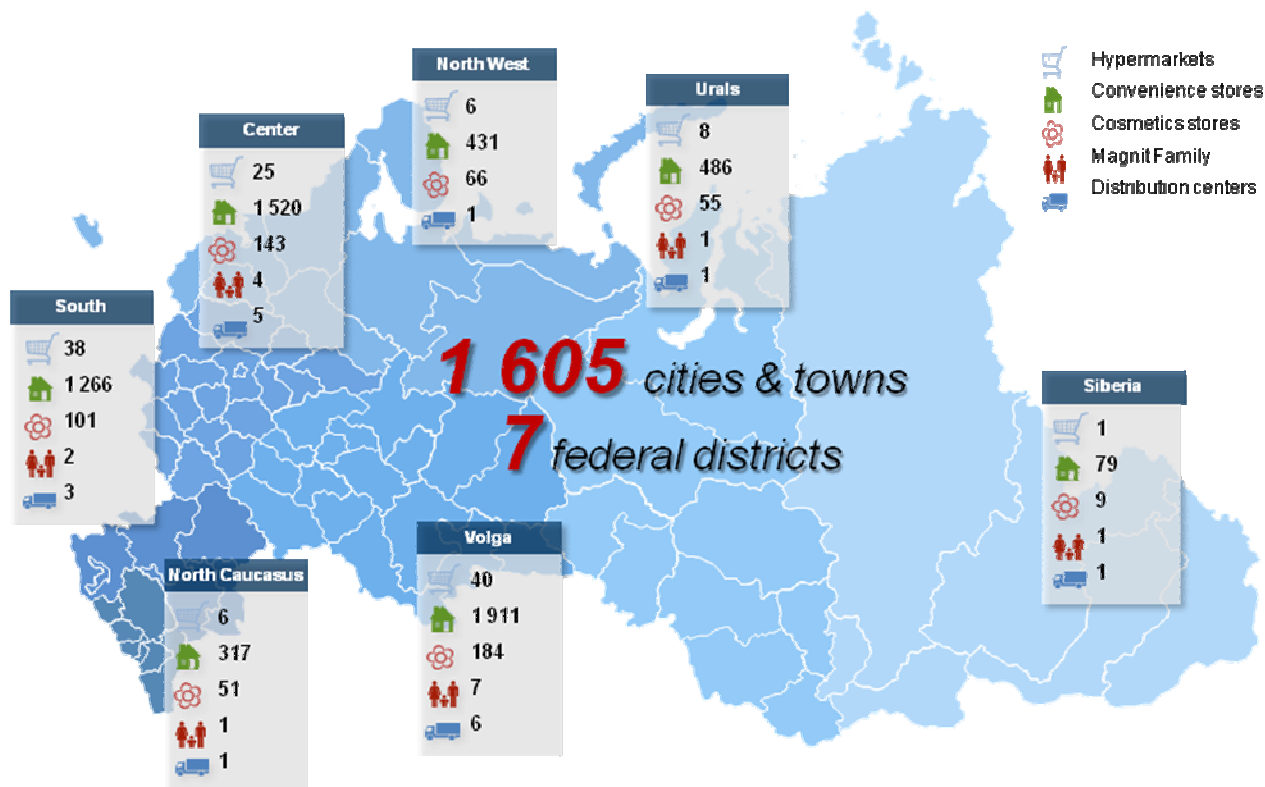 North West
6
431
66
1
Urals
8
486
55
1
1
Hypermarkets
Convenience stores
Cosmetics stores
Magnit Family
Distribution centers
Center
25
1 520
143
4
5
South
38
1 266
101
2
3
1 605 cities & towns
7 federal districts
Siberia
1
79
9
1
1
Volga
40
1 911
184
7
6
North Caucasus
6
317
51
1
1